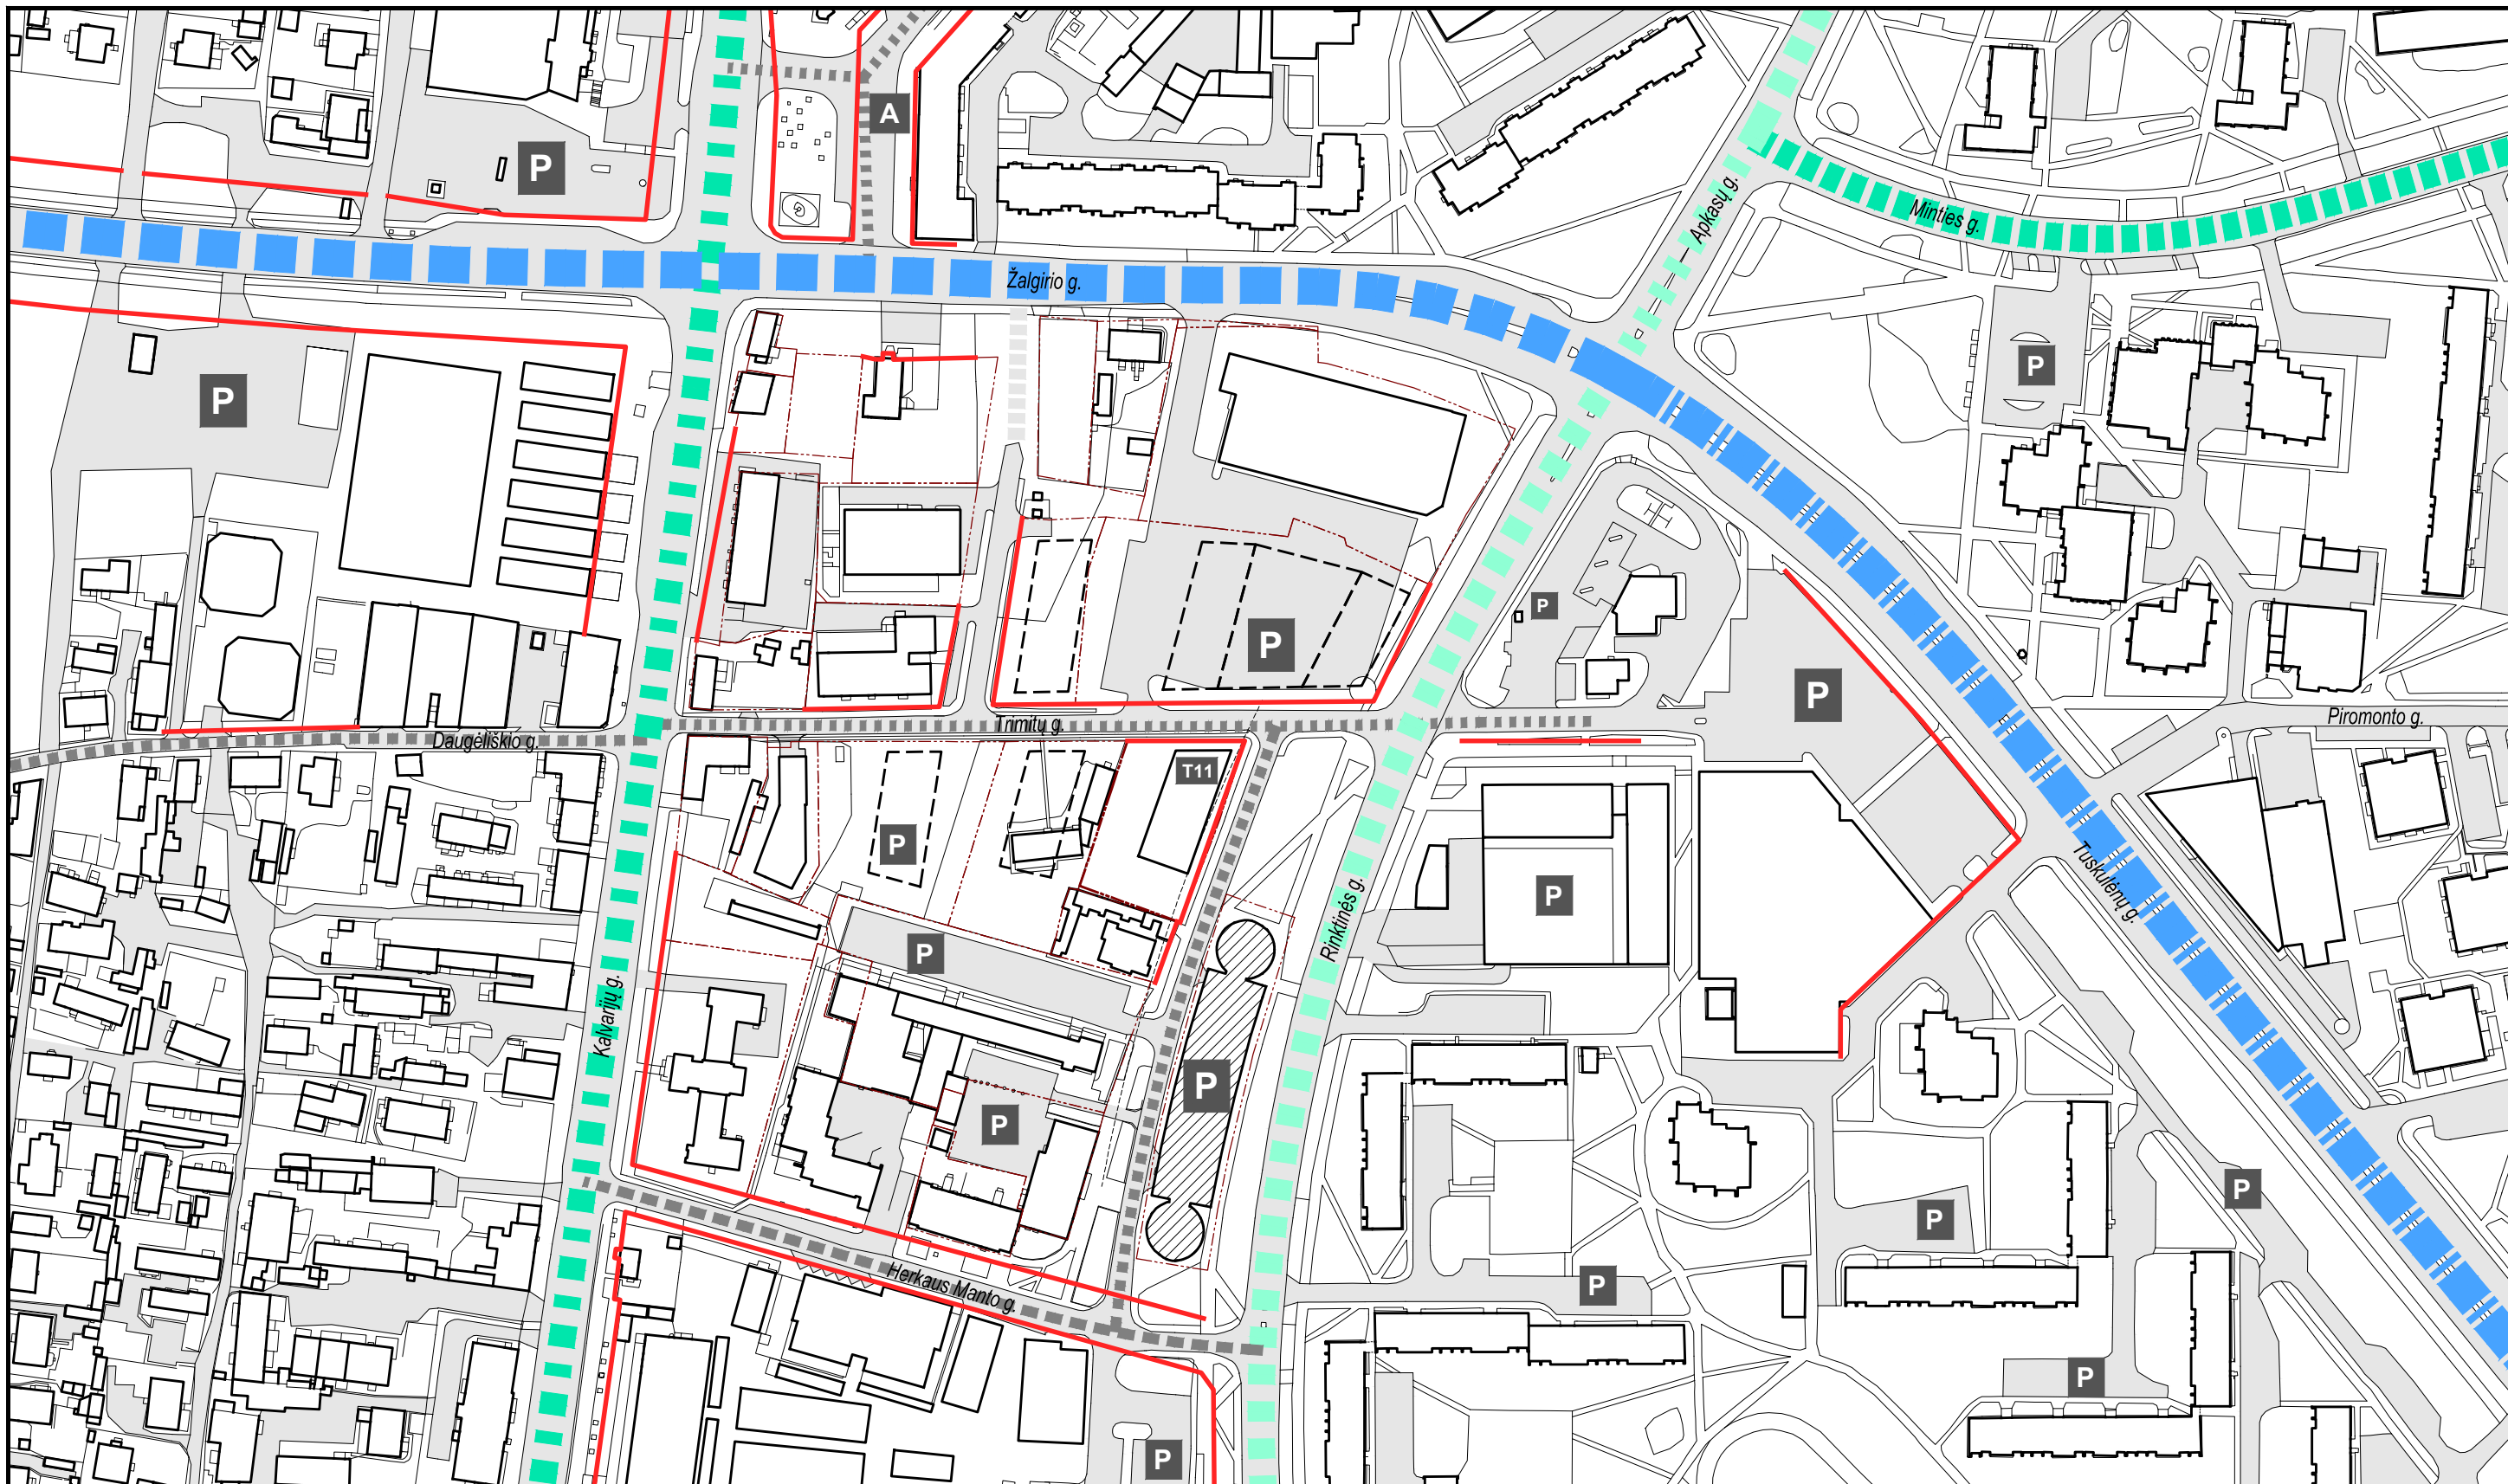 A
P
Apkasų g.
Minties g.
Žalgirio g.
P
P
P
P
P
Trimitų g.
Daugėliškio g.
Piromonto g.
T11
P
P
P
Tuskulėnų g.
Rinktinės g.
Kalvarijų g.
P
P
P
P
P
Herkaus Manto g.
P
P
P